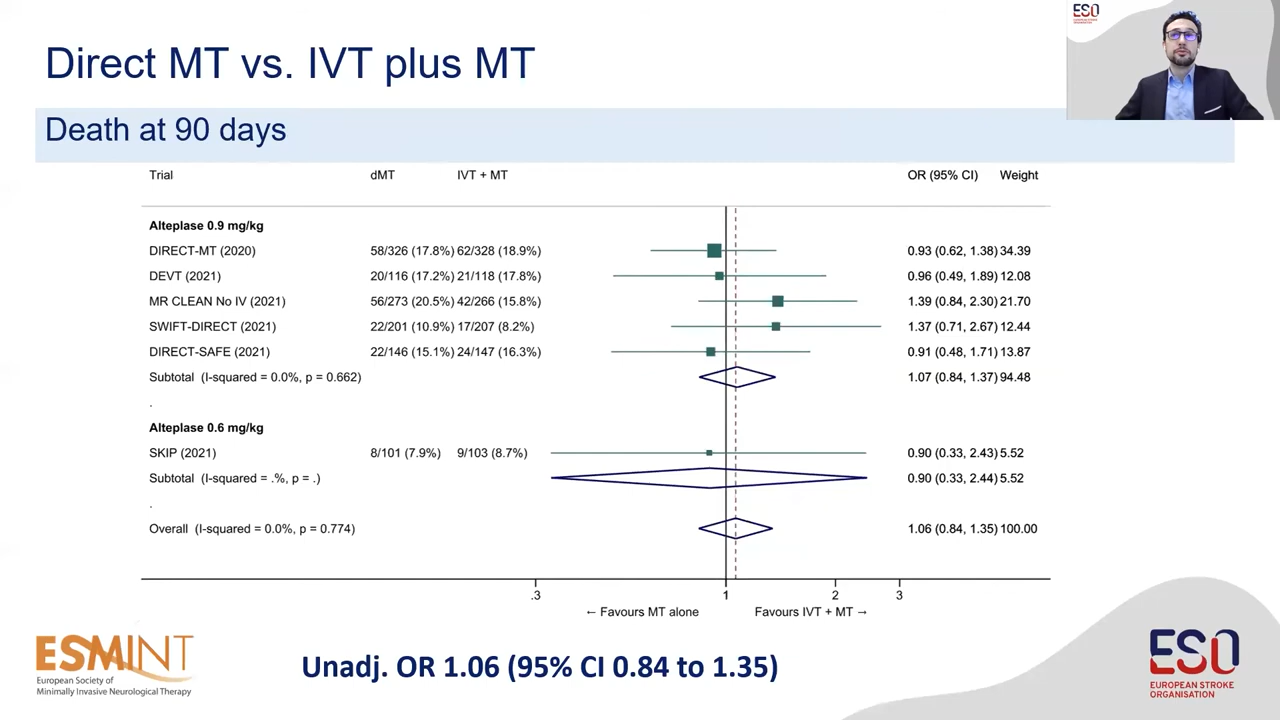 ESO
EUROPEAN STROKE
ORGANISATION
Direct MT vs. IVT plus MT
Death at 90 days
Trial dMT IVT + MT OR (95% CI) Weight
Alteplase 0.9 mg/kg
DIRECT-MT (2020) 58/326 (17.8%) 62/328 (18.9%) 0.93 (0.62, 1.38) 34.39
DEVT (2021) 20/116 (17.2%) 21/118 (17.8%) 0.96 (0.49, 1.89) 12.08
MR CLEAN No IV (2021) 56/273 (20.5%) 42/266 (15.8%) 1.39 (0.84, 2.30) 21.70
SWIFT-DIRECT (2021) 22/201 (10.9%) 17/207 (8.2%) 1.37 (0.71, 2.67) 12.44
DIRECT-SAFE (2021) 22/146 (15.1%) 24/147 (16.3%) 0.91 (0.48, 1.71) 13.87
Subtotal (I-squared = 0.0%, p = 0.662) 1.07 (0.84, 1.37) 94.48
.
Alteplase 0.6 mg/kg
SKIP (2021) 8/101 (7.9%) 9/103 (8.7%) 0.90 (0.33, 2.43) 5.52
Subtotal (I-squared = .%, p = .) 0.90 (0.33, 2.44) 5.52
.
Overall (I-squared = 0.0%, p = 0.774) 1.06 (0.84, 1.35) 100.00
.3 1 2 3
← Favours MT alone Favours IVT + MT →
ESMINT
European Society of
Minimally Invasive Neurological Therapy
Unadj. OR 1.06 (95% CI 0.84 to 1.35)
ESO
EUROPEAN STROKE
ORGANISATION